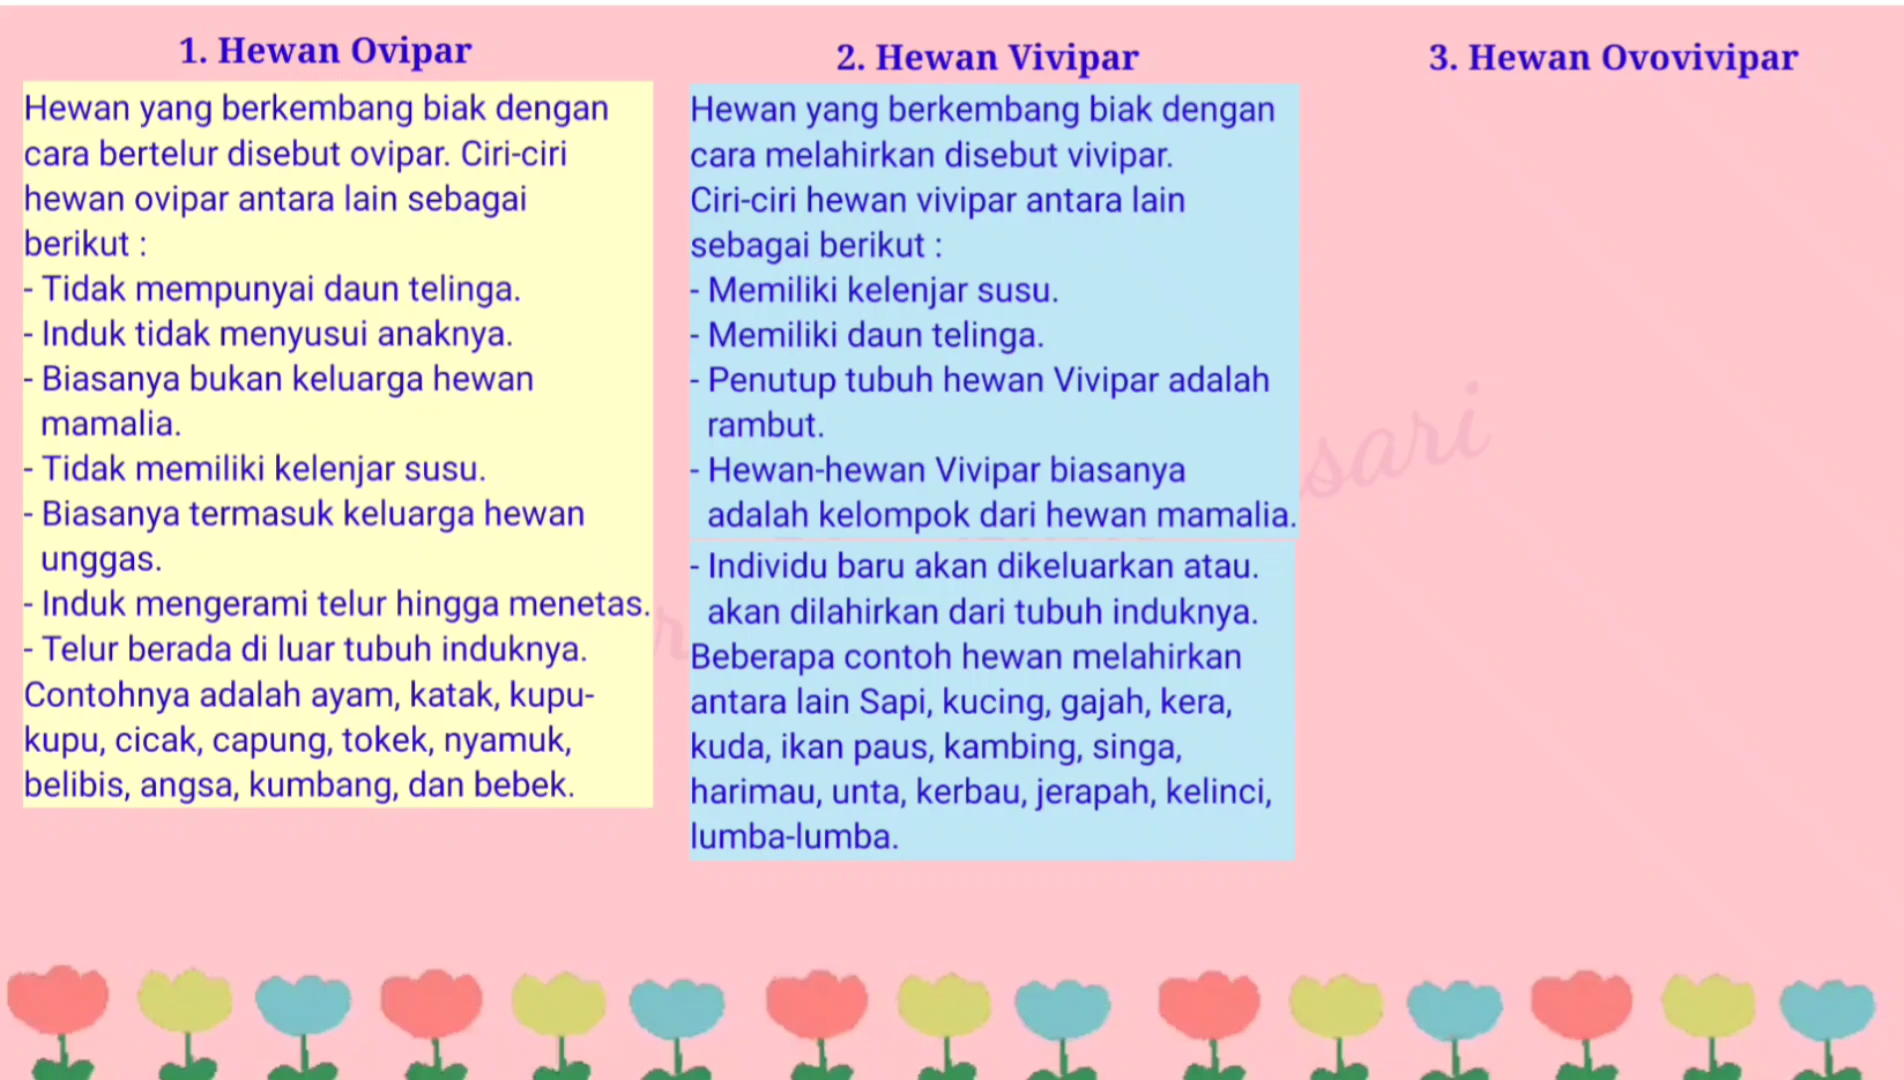 1. Hewan Ovipar
Hewan yang berkembang biak dengan
cara bertelur disebut ovipar. Ciri-ciri
hewan ovipar antara lain sebagai
berikut :
- Tidak mempunyai daun telinga.
- Induk tidak menyusui anaknya.
- Biasanya bukan keluarga hewan
mamalia.
- Tidak memiliki kelenjar susu.
- Biasanya termasuk keluarga hewan
unggas.
- Induk mengerami telur hingga menetas.
- Telur berada di luar tubuh induknya.
Contohnya adalah ayam, katak, kupu-
kupu, cicak, capung, tokek, nyamuk,
belibis, angsa, kumbang, dan bebek.
2. Hewan Vivipar
Hewan yang berkembang biak dengan
cara melahirkan disebut vivipar.
Ciri-ciri hewan vivipar antara lain
sebagai berikut :
- Memiliki kelenjar susu.
- Memiliki daun telinga.
- Penutup tubuh hewan Vivipar adalah
rambut.
- Hewan-hewan Vivipar biasanya
adalah kelompok dari hewan mamalia.
- Individu baru akan dikeluarkan atau.
akan dilahirkan dari tubuh induknya.
Beberapa contoh hewan melahirkan
antara lain Sapi, kucing, gajah, kera,
kuda, ikan paus, kambing, singa,
harimau, unta, kerbau, jerapah, kelinci,
lumba-lumba.
3. Hewan Ovovivipar
sari